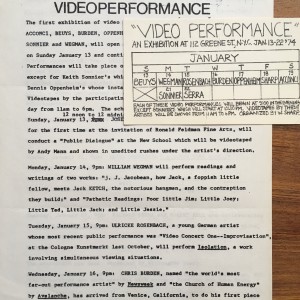 VIDEOPERFORMANCE
The first exhibition of video
ACCONCI, BEUYS, BURDEN, OPPENH
SONNIER and WEGMAN, will open
on Sunday January 13 and conti
Performances will take place e
except for Keith Sonnier's whi
Dennis Oppenheim's whose insta
Videotapes by the participatin
day from 11am to 6pm. The sch
12 noon to midn
Sunday, January 13, JOSE
for the first time at the invitation of Ronald Feldman Fine Arts, will
conduct a "Public Dialogue" at the New School which will be videotaped
by Andy Mann and shown in unedited rushes under the artist's direction.
Monday, January 14, 9pm: WILLIAM WEGMAN will perform readings
and writings of two works: "J. J. Jacobson, how Jack, a foppish little
fellow, meets Jack KETCH, the notorious hangman, and the contraption
they build;" and "Pathetic Readings: Poor little Jim; Little Joey;
Little Ted, Little Jack; and Little Jessie."
Tuesday, January 15, 9pm: ULRICKE ROSENBACH, a young German artist
whose most recent public performance was "Video Concert One--Improvisation",
at the Cologne Kunstmarkt last October, will perform Isolation, a work
involving simultaneous viewing situations.
Wednesday, January 16, 9pm: CHRIS BURDEN, named "the world's most
far-out performance artist" by Newsweek and "the Church of Human Energy"
by Avalanche, has arrived from Venice, California, to do his first piece
"VIDEO PERFORMANCE,"
AN EXHIBITION AT 112 GREENE ST., N.Y.C. JAN 13-22 '74
JANUARY
S M T W T F S
13 14 15 16 17 18 19
BEUYS WEGMAN ROSENBACH BURDEN OPPENHEIM SHARP ACCONCI
SONNIER SERRA